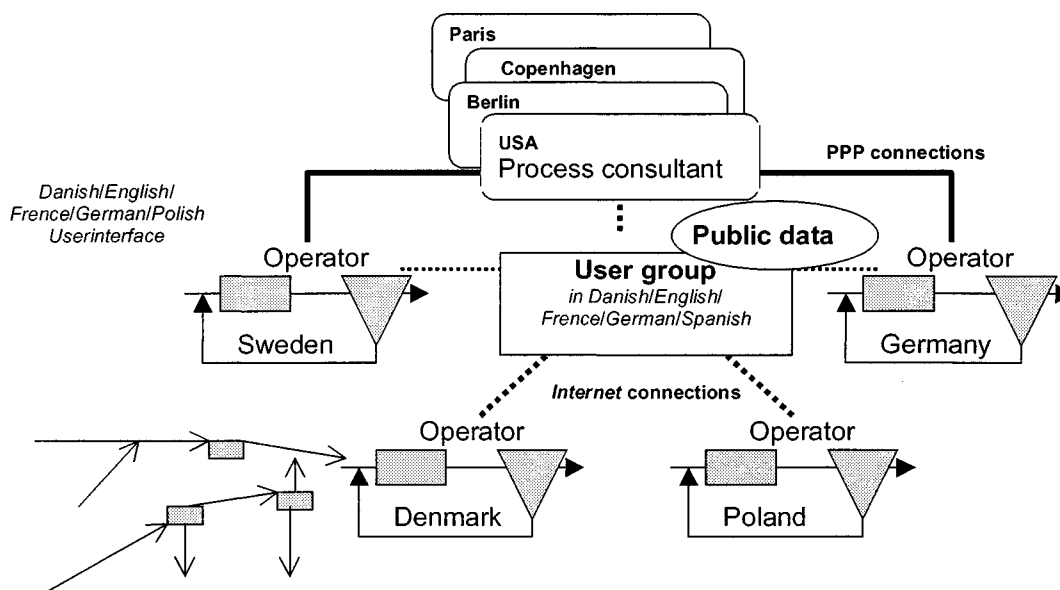 Paris
Copenhagen
Berlin
USA
Process consultant
PPP connections
Danish/English/
Frence/German/Polish
Userinterface
Public data
Operator
Operator
User group
in Danish/English/
Frence/German/Spanish
Sweden
Germany
Internet connections
Operator
Operator
Denmark
Poland